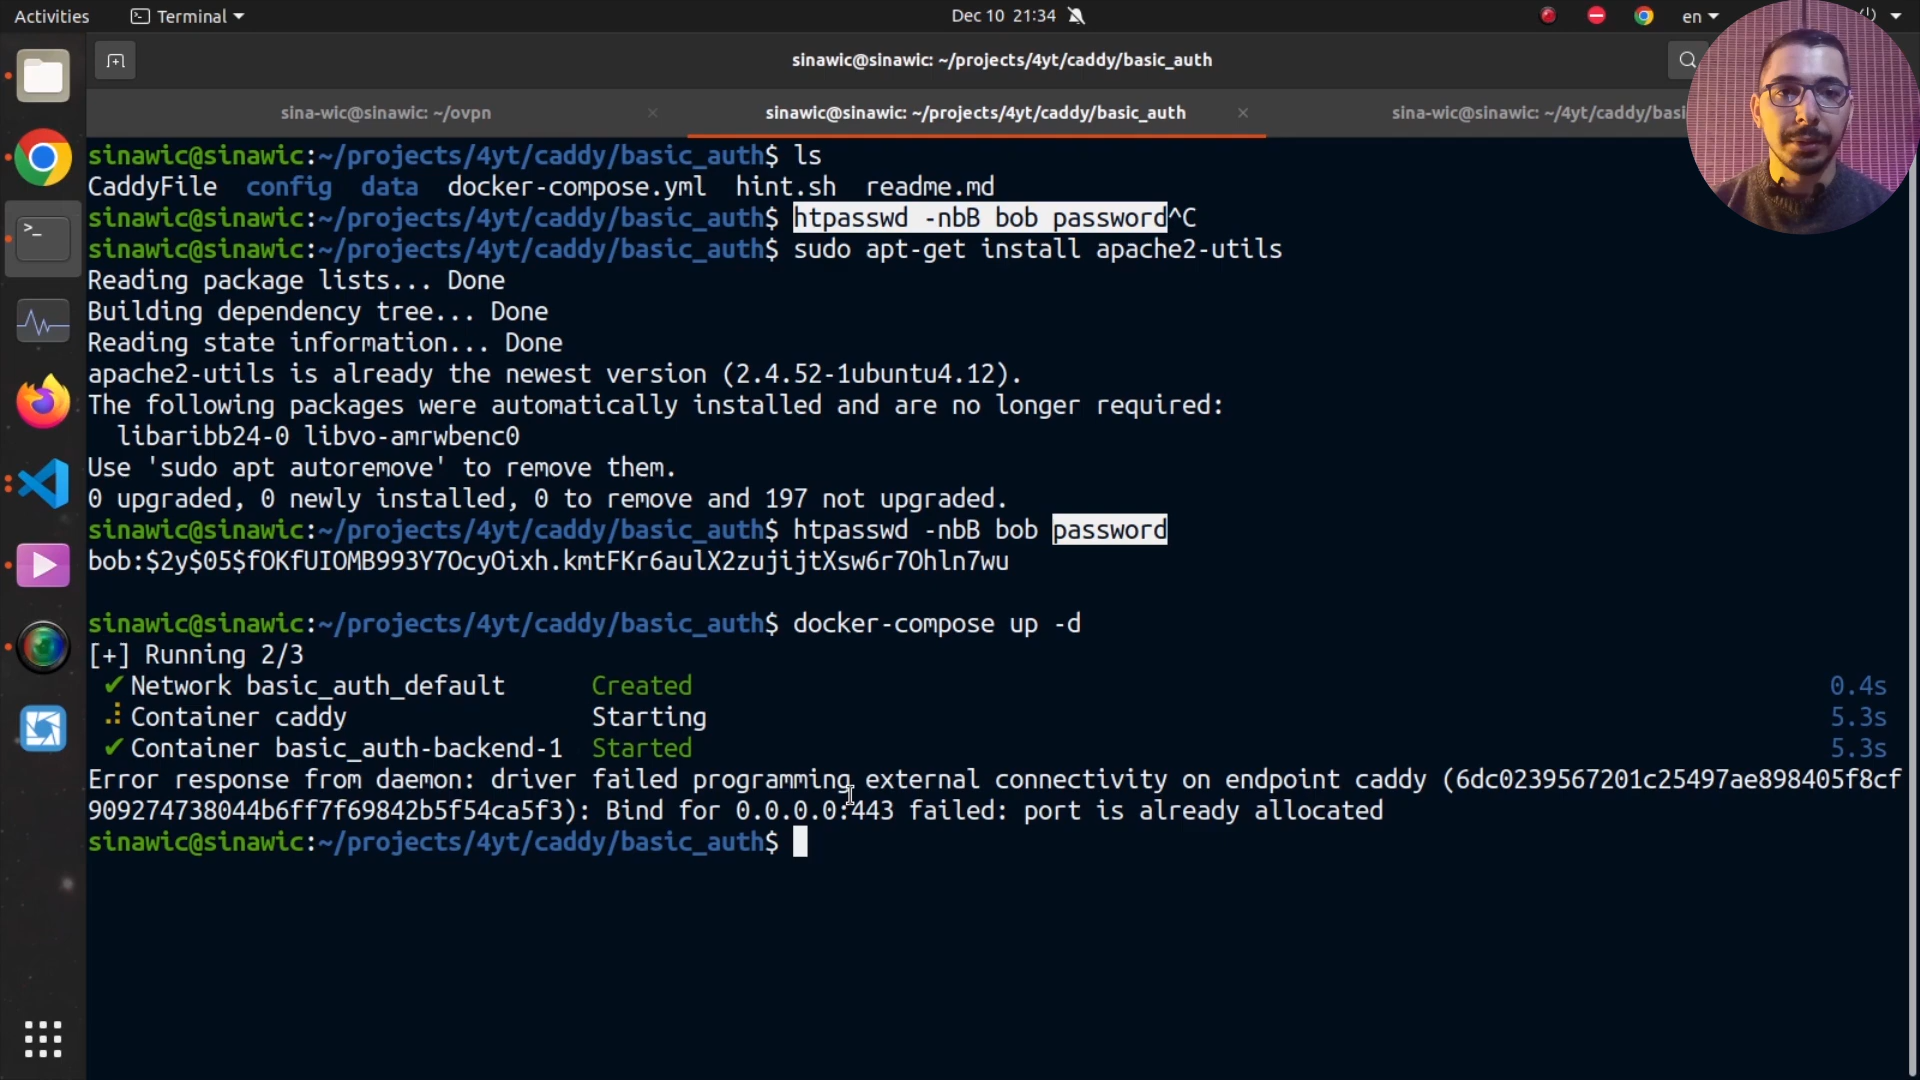 Activities
Terminal
Dec 10 21:34
en
sinawic@sinawic: ~/projects/4yt/caddy/basic_auth
sina-wic@sinawic: ~/ovpn
sinawic@sinawic: ~/projects/4yt/caddy/basic_auth
sina-wic@sinawic: ~/4yt/caddy/basi
sinawic@sinawic:~/projects/4yt/caddy/basic_auth$ ls
CaddyFile config data docker-compose.yml hint.sh readme.md
sinawic@sinawic:~/projects/4yt/caddy/basic_auth$ htpasswd -nbB bob password^C
sinawic@sinawic:~/projects/4yt/caddy/basic_auth$ sudo apt-get install apache2-utils
Reading package lists... Done
Building dependency tree... Done
Reading state information... Done
apache2-utils is already the newest version (2.4.52-1ubuntu4.12).
The following packages were automatically installed and are no longer required:
libaribb24-0 libvo-amrwbenc0
Use 'sudo apt autoremove' to remove them.
0 upgraded, 0 newly installed, 0 to remove and 197 not upgraded.
sinawic@sinawic:~/projects/4yt/caddy/basic_auth$ htpasswd -nbB bob password
bob:$2y$05$fOKfUIOMB993Y7OcyOixh.kmtFKr6aulX2zujijtXsw6r7Ohln7wu
sinawic@sinawic:~/projects/4yt/caddy/basic_auth$ docker-compose up -d
[+] Running 2/3
✔ Network basic_auth_default Created 0.4s
⠼ Container caddy Starting 5.3s
✔ Container basic_auth-backend-1 Started 5.3s
Error response from daemon: driver failed programming external connectivity on endpoint caddy (6dc0239567201c25497ae898405f8cf
909274738044b6ff7f69842b5f54ca5f3): Bind for 0.0.0.0:443 failed: port is already allocated
sinawic@sinawic:~/projects/4yt/caddy/basic_auth$